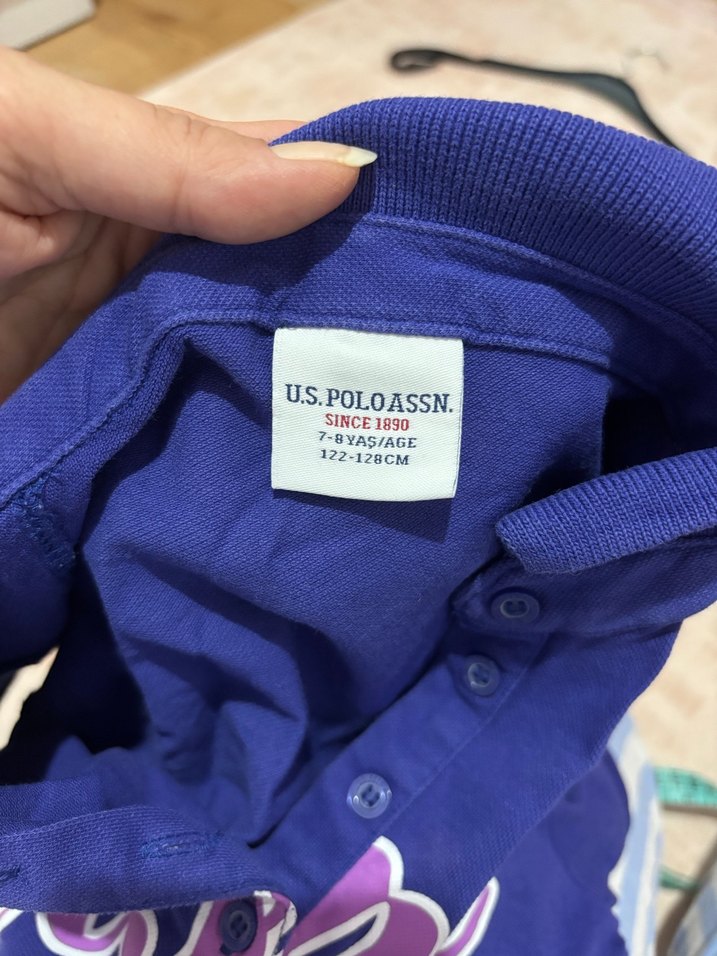 U.S. POLO ASSN.
SINCE 1890
7-8 YAŞ/AGE
122-128CM